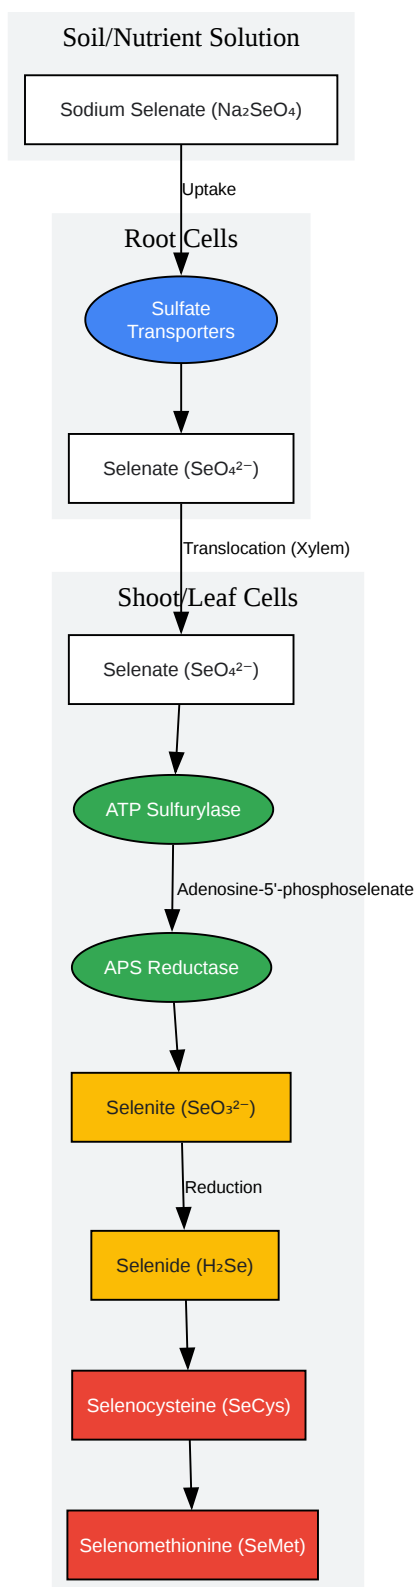 Soil/Nutrient Solution
Sodium Selenate (Na₂SeO₄)
Uptake
Root Cells
Sulfate
Transporters
Selenate (SeO₄²⁻)
Translocation (Xylem)
Shoot/Leaf Cells
Selenate (SeO₄²⁻)
ATP Sulfurylase
Adenosine-5'-phosphoselenate
APS Reductase
Selenite (SeO₃²⁻)
Reduction
Selenide (H₂Se)
Selenocysteine (SeCys)
Selenomethionine (SeMet)